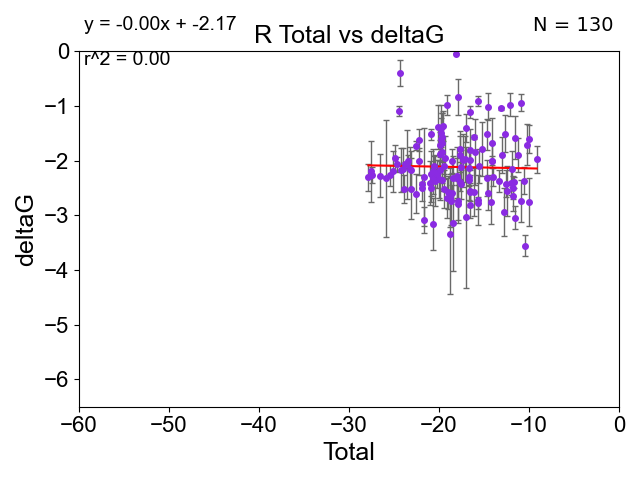 y = -0.00x + -2.17
R Total vs deltaG
N = 130
r^2 = 0.00
0
−1
−2
−3
−4
−5
−6
deltaG
−60
−50
−40
−30
−20
−10
0
Total